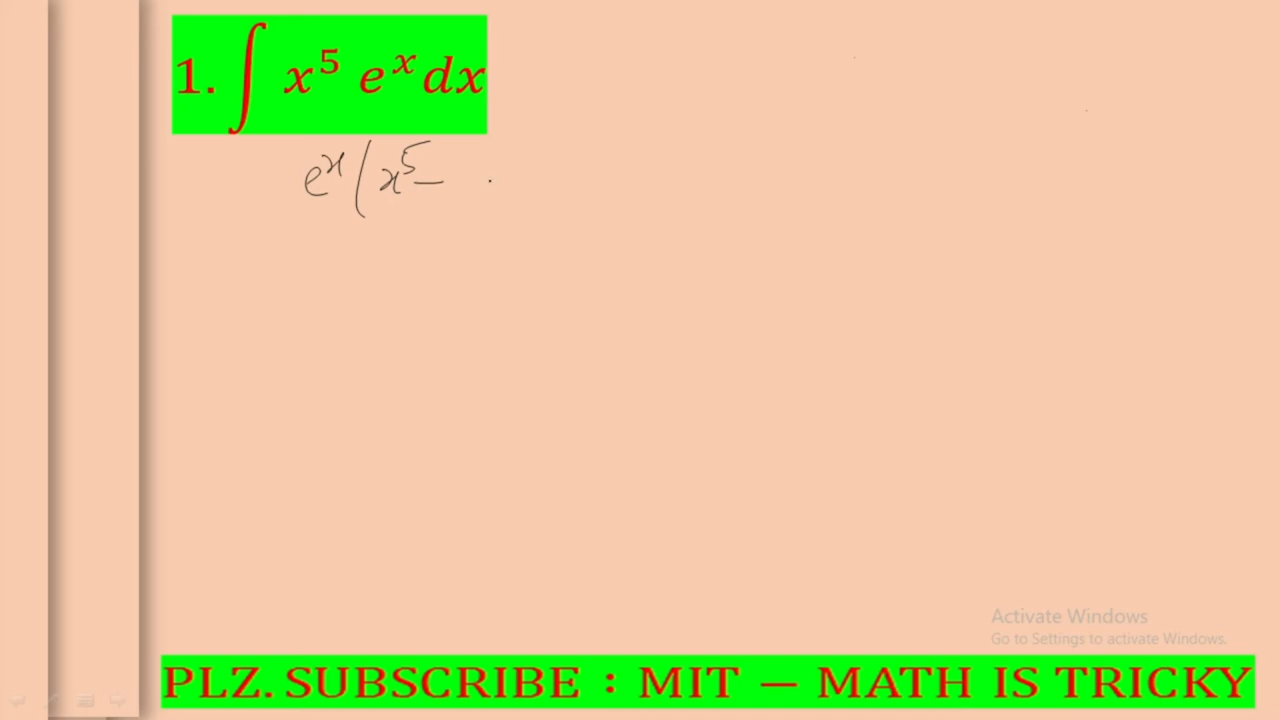 1. ∫ x⁵ eˣ dx
eˣ ( x⁵ –
Activate Windows
Go to Settings to activate Windows.
PLZ. SUBSCRIBE : MIT – MATH IS TRICKY